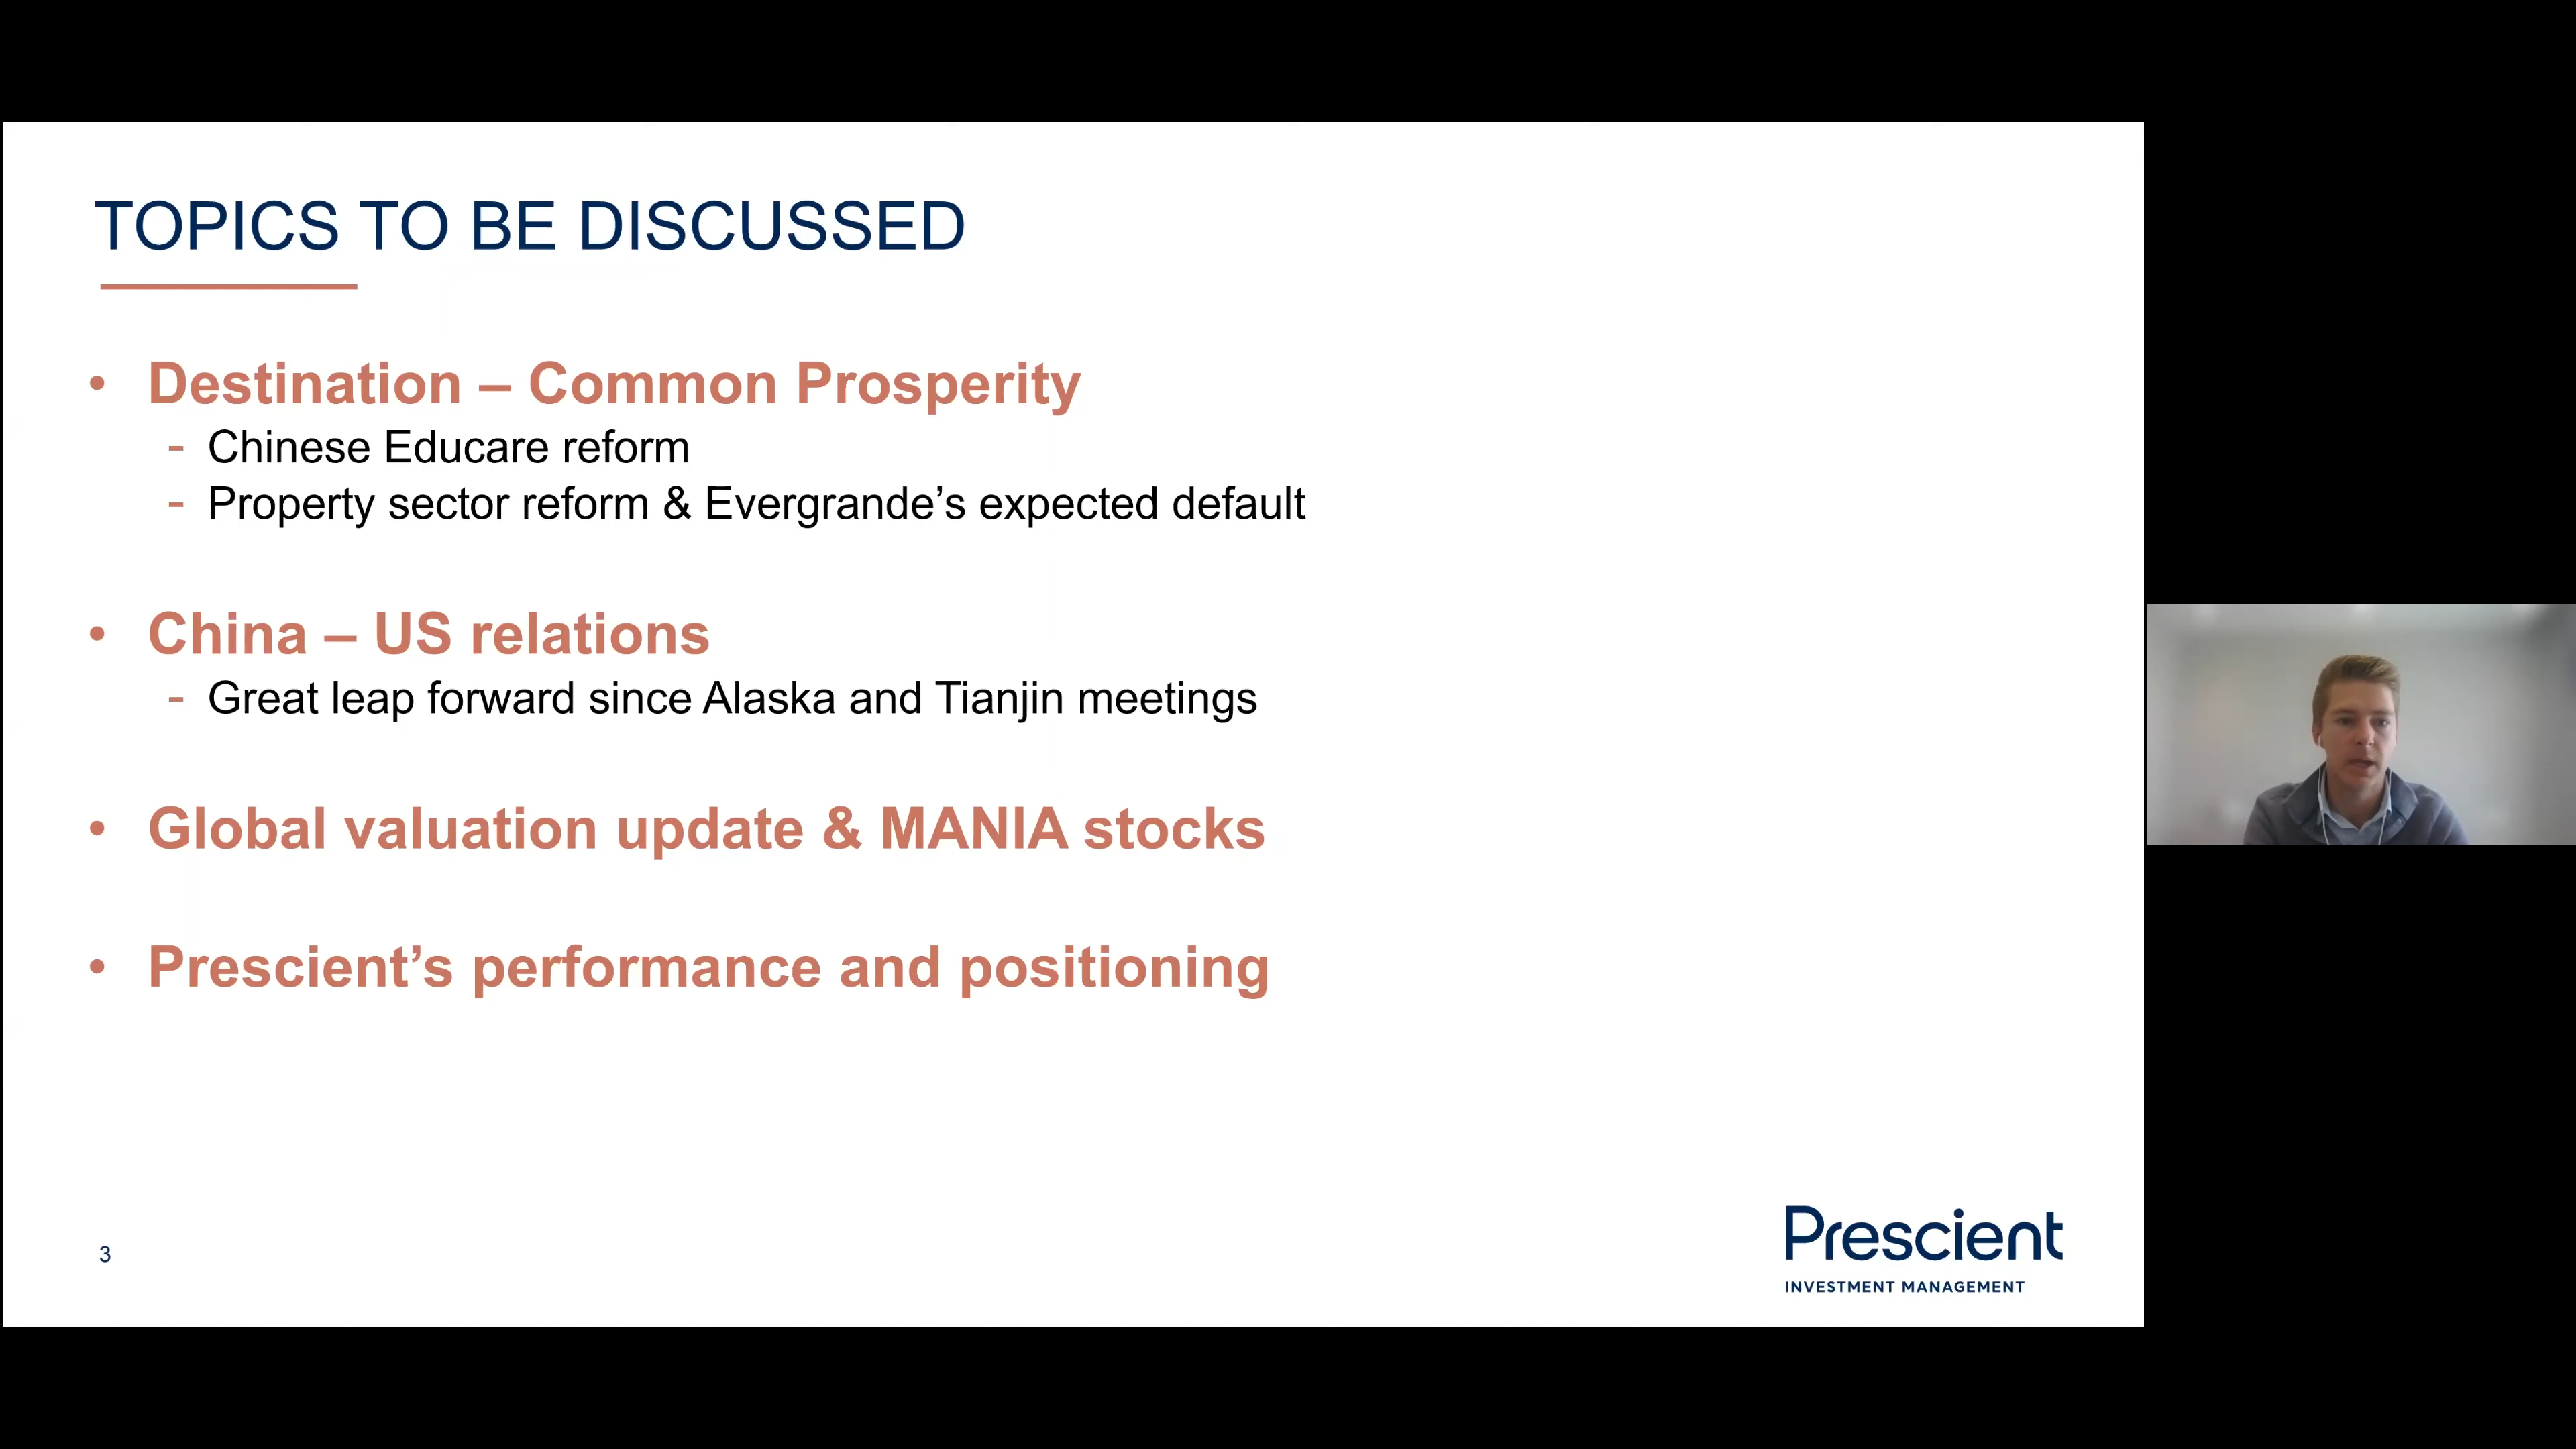 TOPICS TO BE DISCUSSED
• Destination – Common Prosperity
- Chinese Educare reform
- Property sector reform & Evergrande’s expected default
• China – US relations
- Great leap forward since Alaska and Tianjin meetings
• Global valuation update & MANIA stocks
• Prescient’s performance and positioning
3
Prescient
INVESTMENT MANAGEMENT